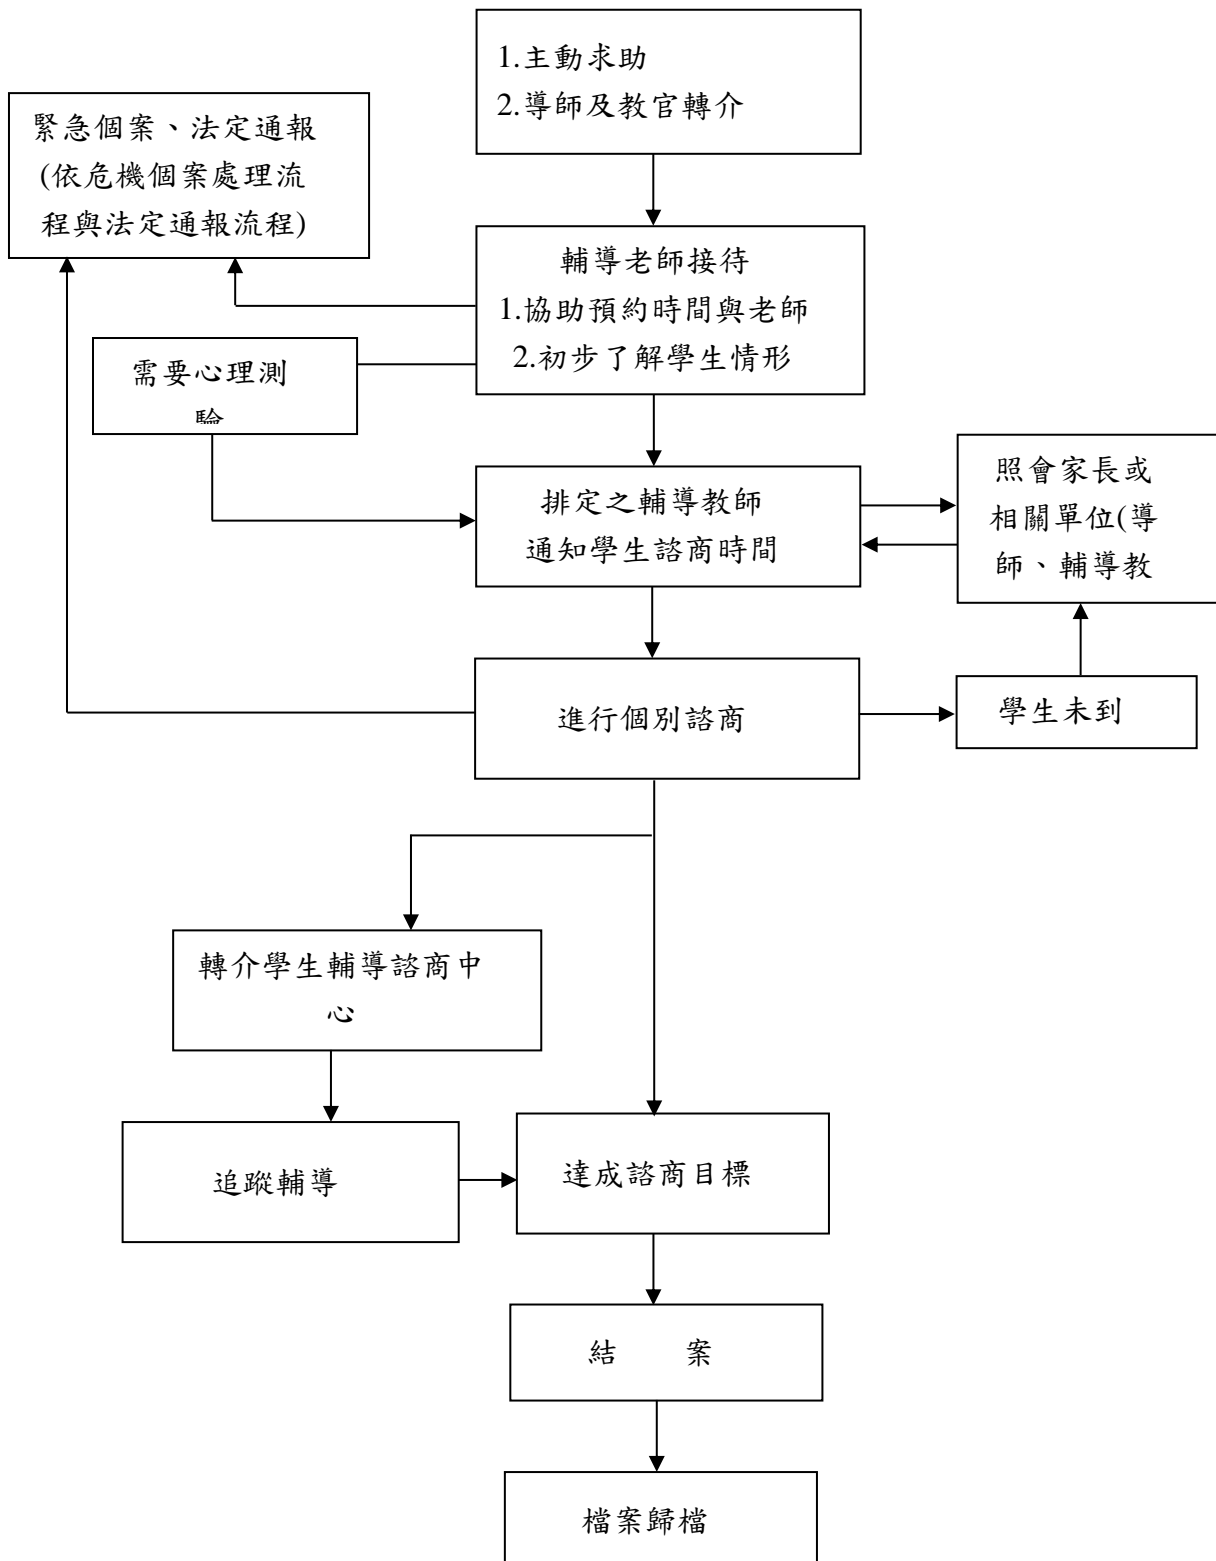 1.主動求助
2.導師及教官轉介
緊急個案、法定通報
(依危機個案處理流
程與法定通報流程)
輔導老師接待
1.協助預約時間與老師
2.初步了解學生情形
需要心理測
驗
排定之輔導教師
通知學生諮商時間
照會家長或
相關單位(導
師、輔導教
進行個別諮商
學生未到
轉介學生輔導諮商中
心
追蹤輔導
達成諮商目標
結 案
檔案歸檔